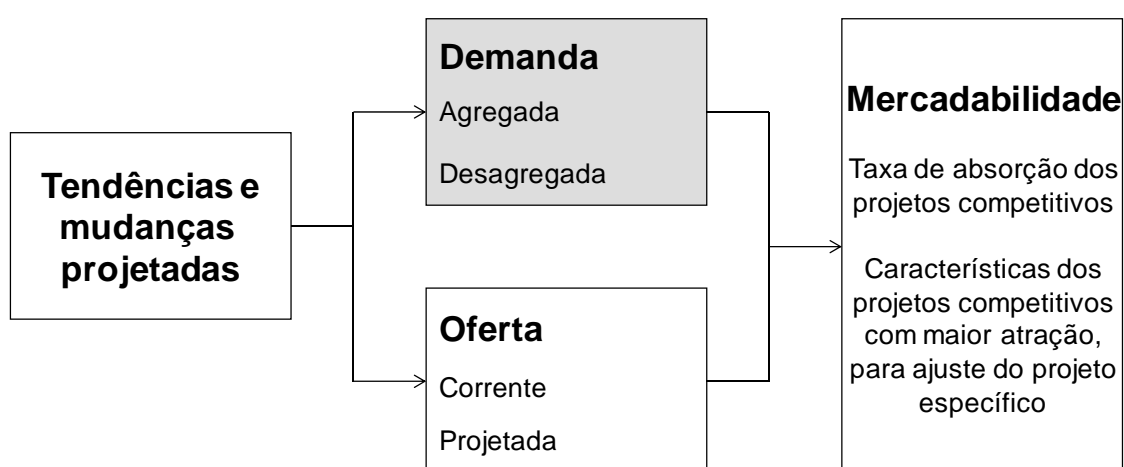 Tendências e
mudanças
projetadas
Demanda
Agregada
Desagregada
Oferta
Corrente
Projetada
Mercadabilidade
Taxa de absorção dos
projetos competitivos
Características dos
projetos competitivos
com maior atração,
para ajuste do projeto
específico